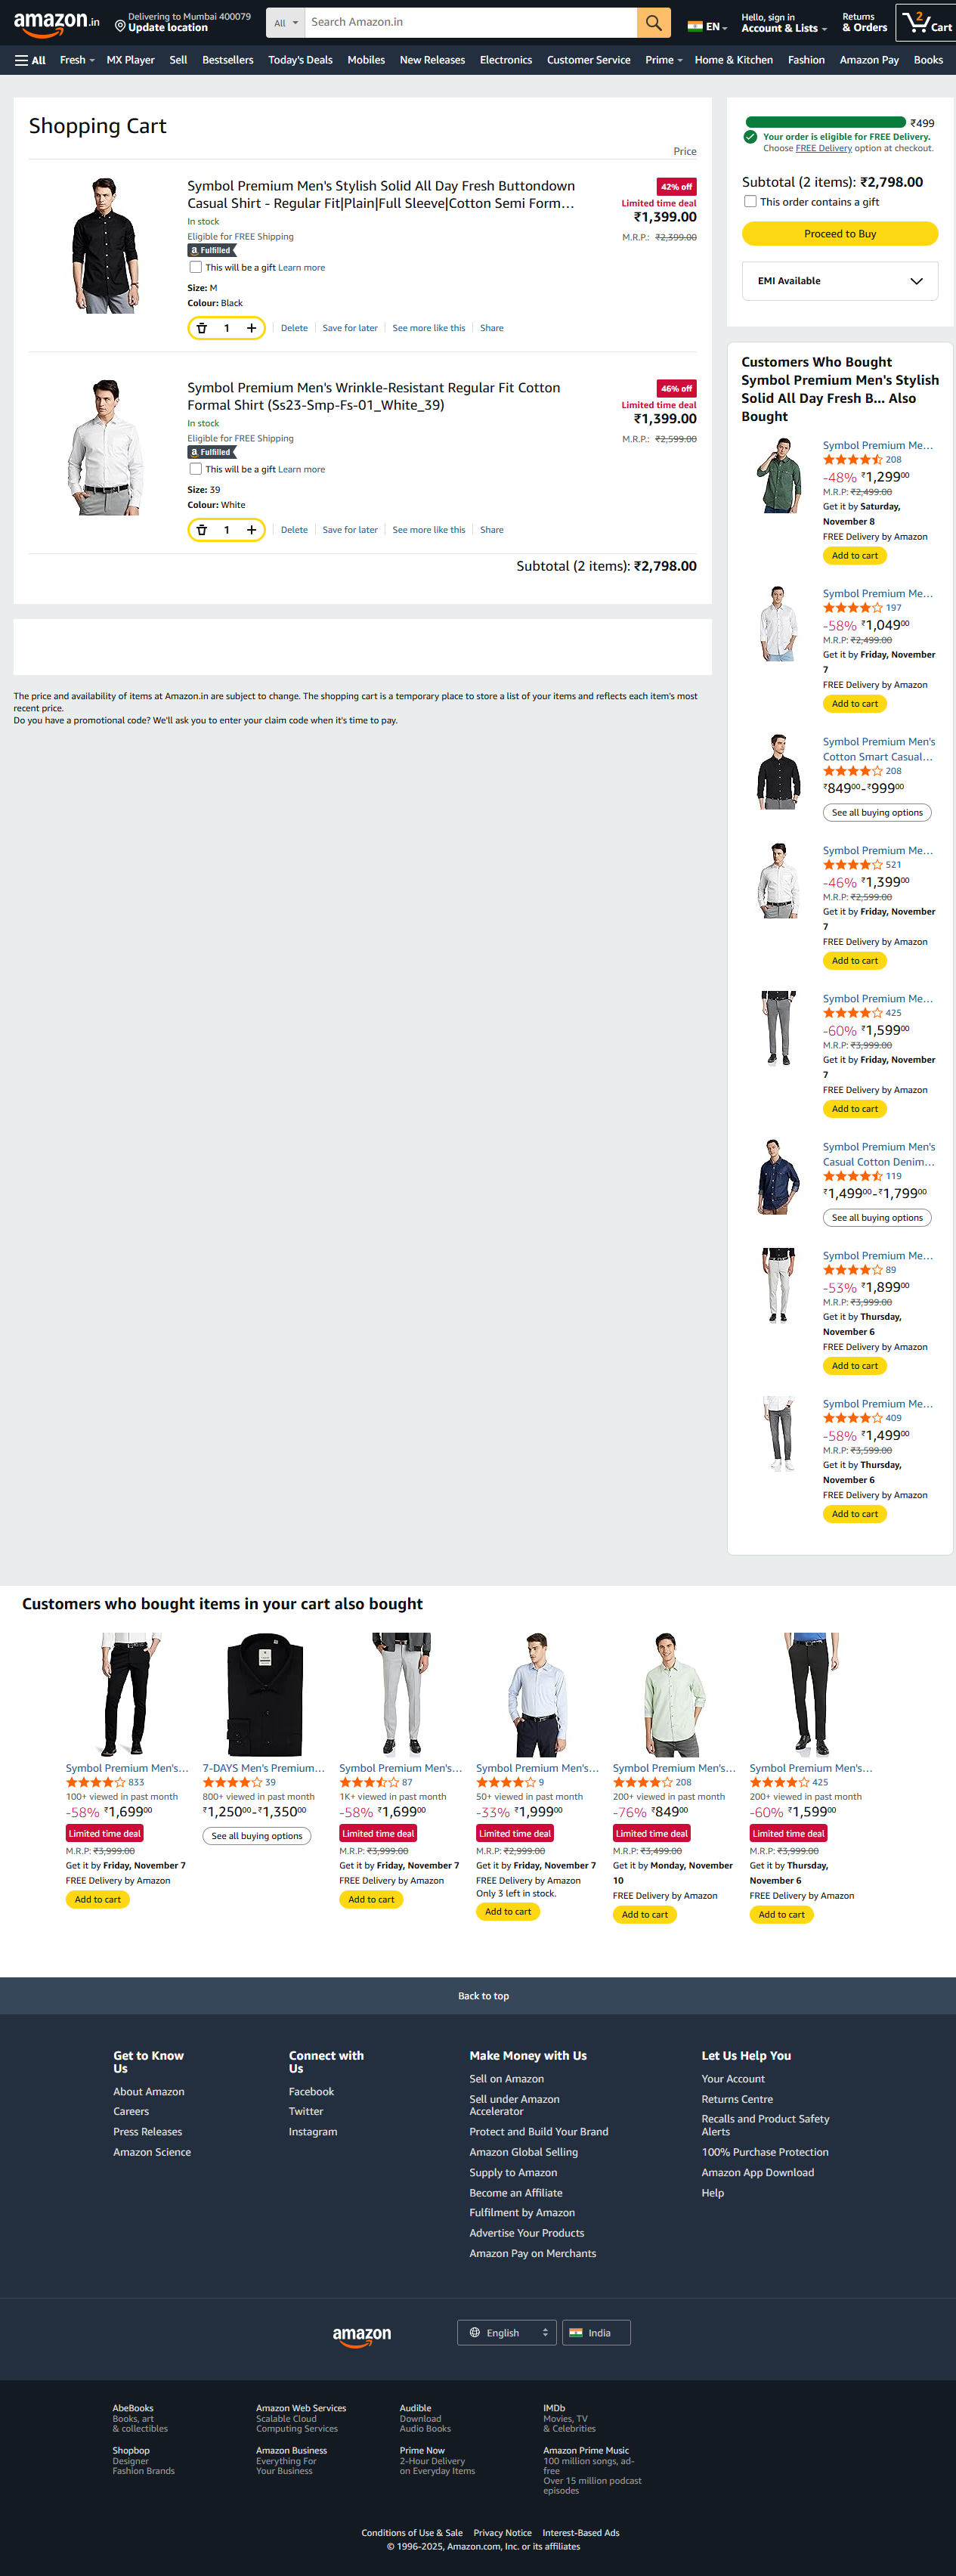 amazon.in
Delivering to Mumbai 400079
Update location
All
Search Amazon.in
EN
Hello, sign in
Account & Lists
Returns
& Orders
2
Cart
All Fresh MX Player Sell Bestsellers Today's Deals Mobiles New Releases Electronics Customer Service Prime Home & Kitchen Fashion Amazon Pay Books
Shopping Cart
Price
Symbol Premium Men's Stylish Solid All Day Fresh Buttondown
Casual Shirt - Regular Fit|Plain|Full Sleeve|Cotton Semi Form…
In stock
Eligible for FREE Shipping
a Fulfilled
This will be a gift Learn more
Size: M
Colour: Black
1 Delete Save for later See more like this Share
42% off
Limited time deal
₹1,399.00
M.R.P.: ₹2,399.00
Symbol Premium Men's Wrinkle-Resistant Regular Fit Cotton
Formal Shirt (Ss23-Smp-Fs-01_White_39)
In stock
Eligible for FREE Shipping
a Fulfilled
This will be a gift Learn more
Size: 39
Colour: White
1 Delete Save for later See more like this Share
46% off
Limited time deal
₹1,399.00
M.R.P.: ₹2,599.00
Subtotal (2 items): ₹2,798.00
The price and availability of items at Amazon.in are subject to change. The shopping cart is a temporary place to store a list of your items and reflects each item's most
recent price.
Do you have a promotional code? We'll ask you to enter your claim code when it's time to pay.
₹499
Your order is eligible for FREE Delivery.
Choose FREE Delivery option at checkout.
Subtotal (2 items): ₹2,798.00
This order contains a gift
Proceed to Buy
EMI Available
Customers Who Bought
Symbol Premium Men's Stylish
Solid All Day Fresh B... Also
Bought
Symbol Premium Me…
208
-48% ₹1,29900
M.R.P: ₹2,499.00
Get it by Saturday,
November 8
FREE Delivery by Amazon
Add to cart
Symbol Premium Me…
197
-58% ₹1,04900
M.R.P: ₹2,499.00
Get it by Friday, November
7
FREE Delivery by Amazon
Add to cart
Symbol Premium Men's
Cotton Smart Casual…
208
₹84900-₹99900
See all buying options
Symbol Premium Me…
521
-46% ₹1,39900
M.R.P: ₹2,599.00
Get it by Friday, November
7
FREE Delivery by Amazon
Add to cart
Symbol Premium Me…
425
-60% ₹1,59900
M.R.P: ₹3,999.00
Get it by Friday, November
7
FREE Delivery by Amazon
Add to cart
Symbol Premium Men's
Casual Cotton Denim…
119
₹1,49900-₹1,79900
See all buying options
Symbol Premium Me…
89
-53% ₹1,89900
M.R.P: ₹3,999.00
Get it by Thursday,
November 6
FREE Delivery by Amazon
Add to cart
Symbol Premium Me…
409
-58% ₹1,49900
M.R.P: ₹3,599.00
Get it by Thursday,
November 6
FREE Delivery by Amazon
Add to cart
Customers who bought items in your cart also bought
Symbol Premium Men's…
833
100+ viewed in past month
-58% ₹1,69900
Limited time deal
M.R.P: ₹3,999.00
Get it by Friday, November 7
FREE Delivery by Amazon
Add to cart
7-DAYS Men's Premium…
39
800+ viewed in past month
₹1,25000-₹1,35000
See all buying options
Symbol Premium Men's…
87
1K+ viewed in past month
-58% ₹1,69900
Limited time deal
M.R.P: ₹3,999.00
Get it by Friday, November 7
FREE Delivery by Amazon
Add to cart
Symbol Premium Men's…
9
50+ viewed in past month
-33% ₹1,99900
Limited time deal
M.R.P: ₹2,999.00
Get it by Friday, November 7
FREE Delivery by Amazon
Only 3 left in stock.
Add to cart
Symbol Premium Men's…
208
200+ viewed in past month
-76% ₹84900
Limited time deal
M.R.P: ₹3,499.00
Get it by Monday, November
10
FREE Delivery by Amazon
Add to cart
Symbol Premium Men's…
425
200+ viewed in past month
-60% ₹1,59900
Limited time deal
M.R.P: ₹3,999.00
Get it by Thursday,
November 6
FREE Delivery by Amazon
Add to cart
Back to top
Get to Know
Us
About Amazon
Careers
Press Releases
Amazon Science
Connect with
Us
Facebook
Twitter
Instagram
Make Money with Us
Sell on Amazon
Sell under Amazon
Accelerator
Protect and Build Your Brand
Amazon Global Selling
Supply to Amazon
Become an Affiliate
Fulfilment by Amazon
Advertise Your Products
Amazon Pay on Merchants
Let Us Help You
Your Account
Returns Centre
Recalls and Product Safety
Alerts
100% Purchase Protection
Amazon App Download
Help
amazon
English
India
AbeBooks
Books, art
& collectibles
Amazon Web Services
Scalable Cloud
Computing Services
Audible
Download
Audio Books
IMDb
Movies, TV
& Celebrities
Shopbop
Designer
Fashion Brands
Amazon Business
Everything For
Your Business
Prime Now
2-Hour Delivery
on Everyday Items
Amazon Prime Music
100 million songs, ad-
free
Over 15 million podcast
episodes
Conditions of Use & Sale Privacy Notice Interest-Based Ads
© 1996-2025, Amazon.com, Inc. or its affiliates